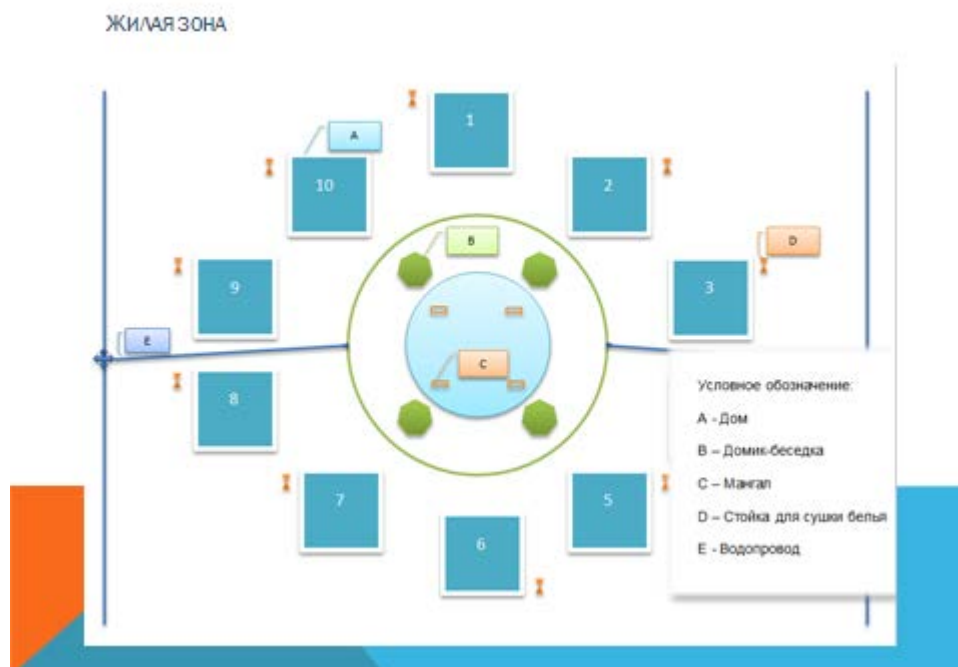 ЖИЛАЯ ЗОНА
1
A
10
2
B
D
9
3
E
C
8
Условное обозначение:
A - Дом
B – Домик-беседка
C – Мангал
D – Стойка для сушки белья
E - Водопровод
7
5
6